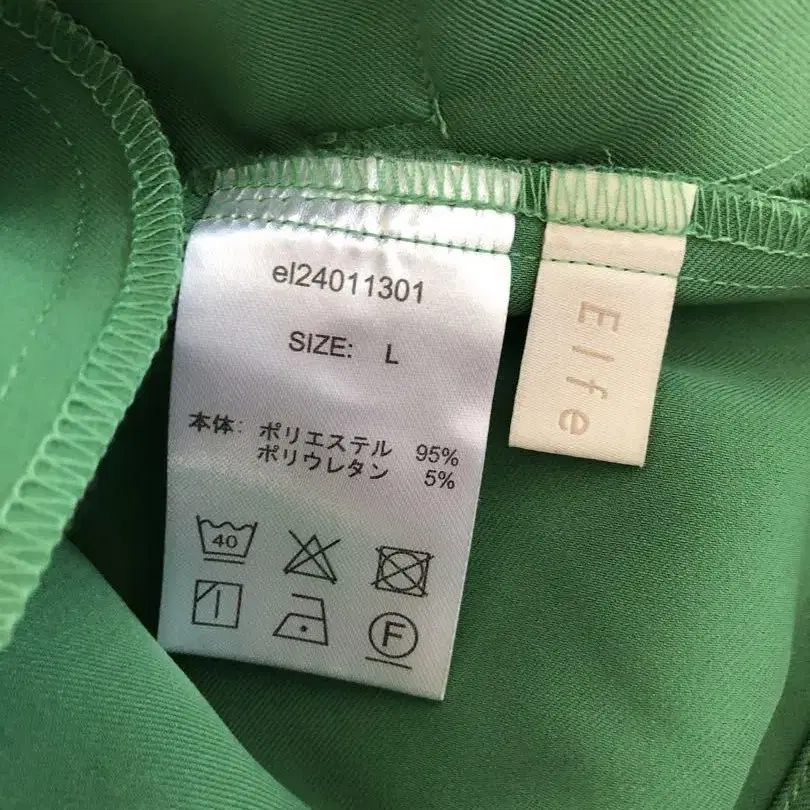 el24011301
SIZE: L
本体: ポリエステル 95%
ポリウレタン 5%
40
F
Elfe